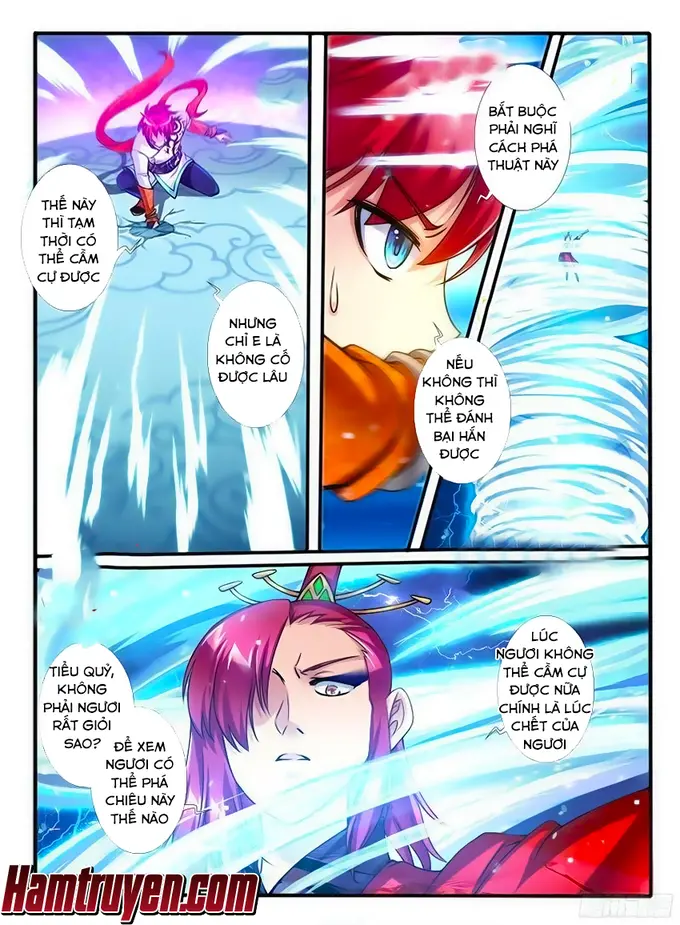 THẾ NÀY
THÌ TẠM
THỜI CÓ
THỂ CẦM
CỰ ĐƯỢC
NHƯNG
CHỈ E LÀ
KHÔNG CỐ
ĐƯỢC LÂU
BẮT BUỘC
PHẢI NGHĨ
CÁCH PHÁ
THUẬT NÀY
NẾU
KHÔNG THÌ
KHÔNG
THỂ ĐÁNH
BẠI HẮN
ĐƯỢC
TIỂU QUỶ,
KHÔNG
PHẢI NGƯƠI
RẤT GIỎI
SAO?
ĐỂ XEM
NGƯƠI CÓ
THỂ PHÁ
CHIÊU NÀY
THẾ NÀO
LÚC
NGƯƠI KHÔNG
THỂ CẦM CỰ
ĐƯỢC NỮA
CHÍNH LÀ LÚC
CHẾT CỦA
NGƯƠI
Hamtruyen.com